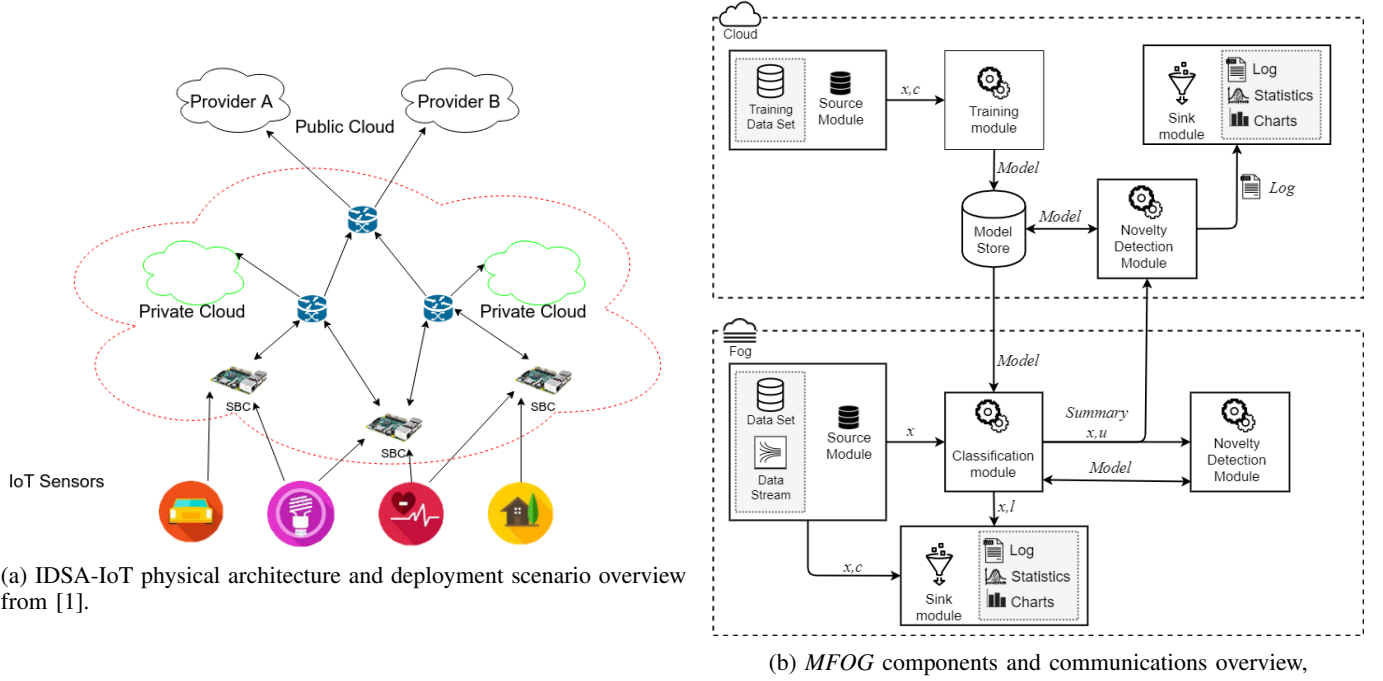 Provider A
Provider B
Public Cloud
Private Cloud
Private Cloud
SBC
SBC
SBC
IoT Sensors
(a) IDSA-IoT physical architecture and deployment scenario overview
from [1].
Cloud
Training
Data Set
Source
Module
x,c
Training
module
Sink
module
Log
Statistics
Charts
Model
Model
Store
Model
Novelty
Detection
Module
Log
Fog
Model
Data Set
Data
Stream
Source
Module
x
Classification
module
Summary
x,u
Model
Novelty
Detection
Module
x,l
x,c
Sink
module
Log
Statistics
Charts
(b) MFOG components and communications overview,